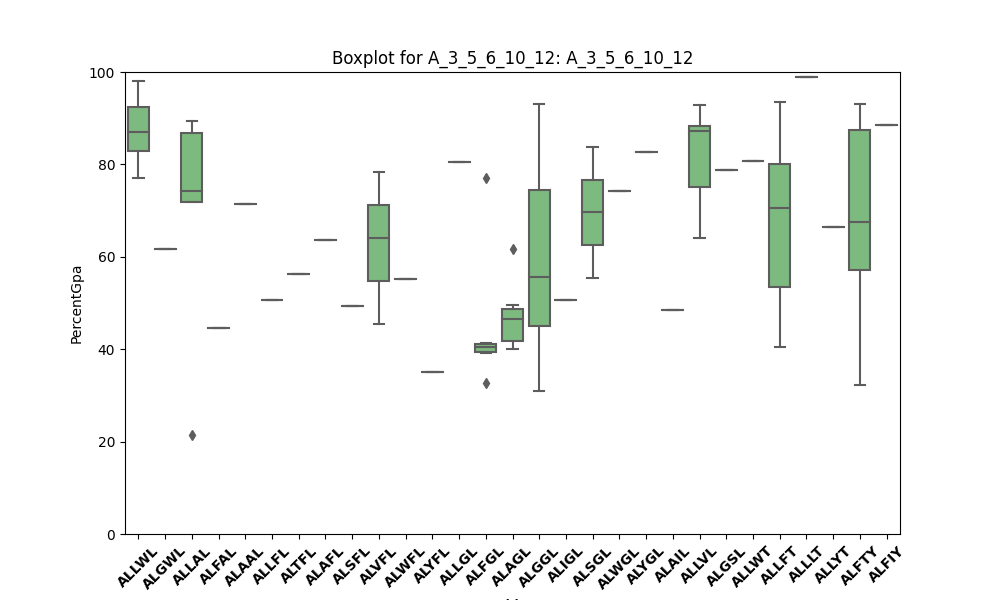 Boxplot for A_3_5_6_10_12: A_3_5_6_10_12
100
80
60
40
20
0
PercentGpa
ALLWL
ALGWL
ALLAL
ALFAL
ALAAL
ALLFL
ALTFL
ALAFL
ALSFL
ALVFL
ALWFL
ALYFL
ALLGL
ALFGL
ALAGL
ALGGL
ALIGL
ALSGL
ALWGL
ALYGL
ALAIL
ALLVL
ALGSL
ALLWT
ALLFT
ALLLT
ALLYT
ALFTY
ALFIY